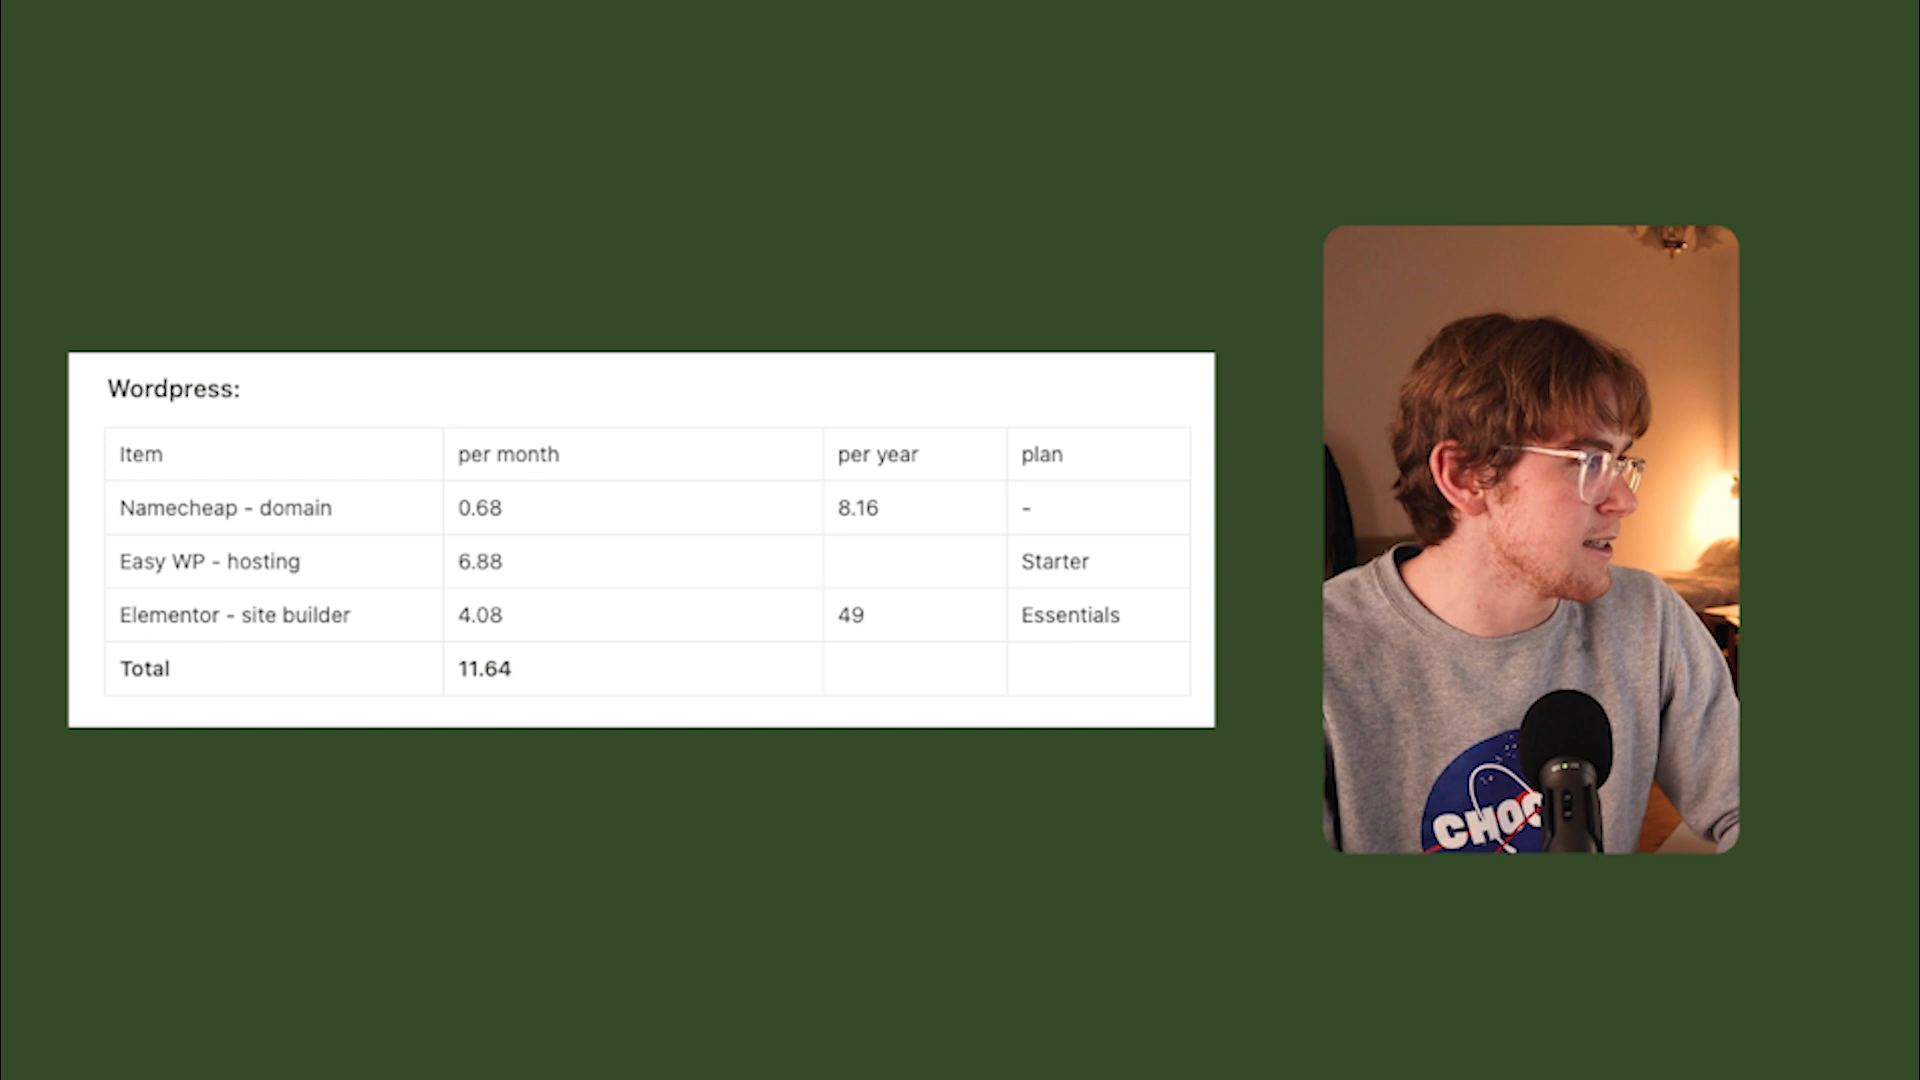 Wordpress:
Item per month per year plan
Namecheap - domain 0.68 8.16 -
Easy WP - hosting 6.88 Starter
Elementor - site builder 4.08 49 Essentials
Total 11.64
CHOC